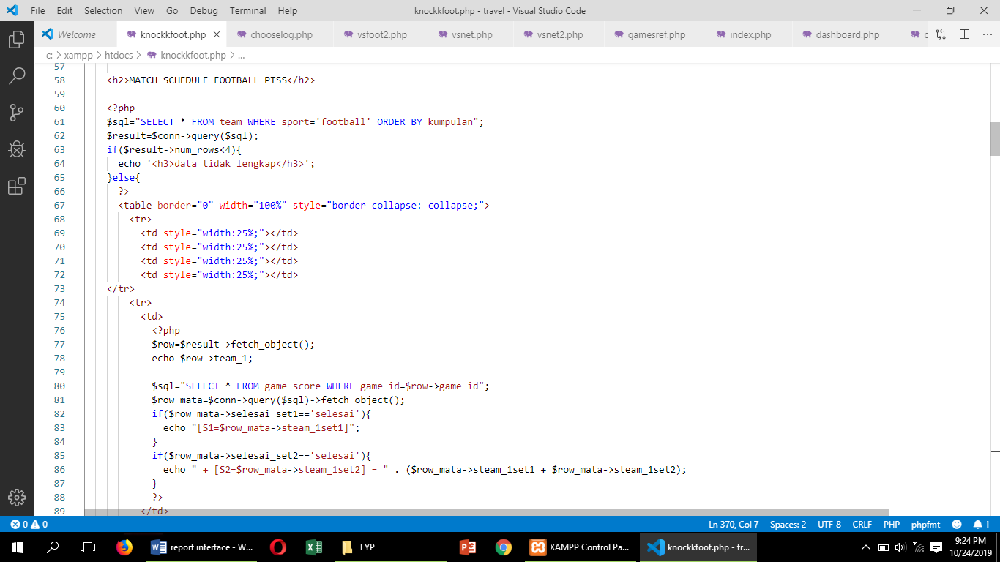 File Edit Selection View Go Debug Terminal Help knockkfoot.php - travel - Visual Studio Code
Welcome knockkfoot.php chooselog.php vsfoot2.php vsnet.php vsnet2.php gamesref.php index.php dashboard.php
c: > xampp > htdocs > knockkfoot.php > ...
57
58 <h2>MATCH SCHEDULE FOOTBALL PTSS</h2>
59
60 <?php
61 $sql="SELECT * FROM team WHERE sport='football' ORDER BY kumpulan";
62 $result=$conn->query($sql);
63 if($result->num_rows<4){
64 echo '<h3>data tidak lengkap</h3>';
65 }else{
66 ?>
67 <table border="0" width="100%" style="border-collapse: collapse;">
68 <tr>
69 <td style="width:25%;"></td>
70 <td style="width:25%;"></td>
71 <td style="width:25%;"></td>
72 <td style="width:25%;"></td>
73 </tr>
74 <tr>
75 <td>
76 <?php
77 $row=$result->fetch_object();
78 echo $row->team_1;
79
80 $sql="SELECT * FROM game_score WHERE game_id=$row->game_id";
81 $row_mata=$conn->query($sql)->fetch_object();
82 if($row_mata->selesai_set1=='selesai'){
83 echo "[S1=$row_mata->steam_1set1]";
84 }
85 if($row_mata->selesai_set2=='selesai'){
86 echo " + [S2=$row_mata->steam_1set2] = " . ($row_mata->steam_1set1 + $row_mata->steam_1set2);
87 }
88 ?>
89 </td>
0 0 Ln 370, Col 7 Spaces: 2 UTF-8 CRLF PHP phpfmt 1
report interface - W... FYP XAMPP Control Pa... knockkfoot.php - tr... 9:24 PM
10/24/2019